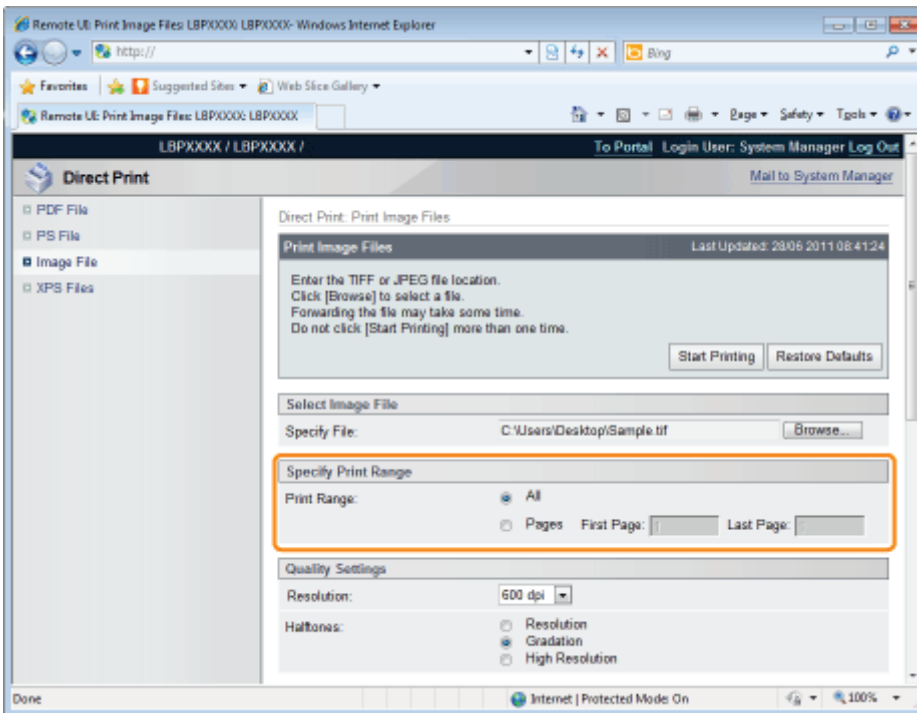 Remote UI: Print Image Files: LBPXXXX: LBPXXXX- Windows Internet Explorer
http://
Bing
Favorites Suggested Sites Web Slice Gallery
Remote UI: Print Image Files: LBPXXXX: LBPXXXX Page Safety Tools
LBPXXXX / LBPXXXX / To Portal Login User: System Manager Log Out
Direct Print Mail to System Manager
PDF File
PS File
Image File
XPS Files
Direct Print: Print Image Files
Print Image Files Last Updated: 28/06 2011 08:41:24
Enter the TIFF or JPEG file location.
Click [Browse] to select a file.
Forwarding the file may take some time.
Do not click [Start Printing] more than one time.
Start Printing Restore Defaults
Select Image File
Specify File: C:\Users\Desktop\Sample.tif Browse...
Specify Print Range
Print Range: All
Pages First Page: Last Page:
Quality Settings
Resolution: 600 dpi
Halftones: Resolution
Gradation
High Resolution
Done Internet | Protected Mode: On 100%